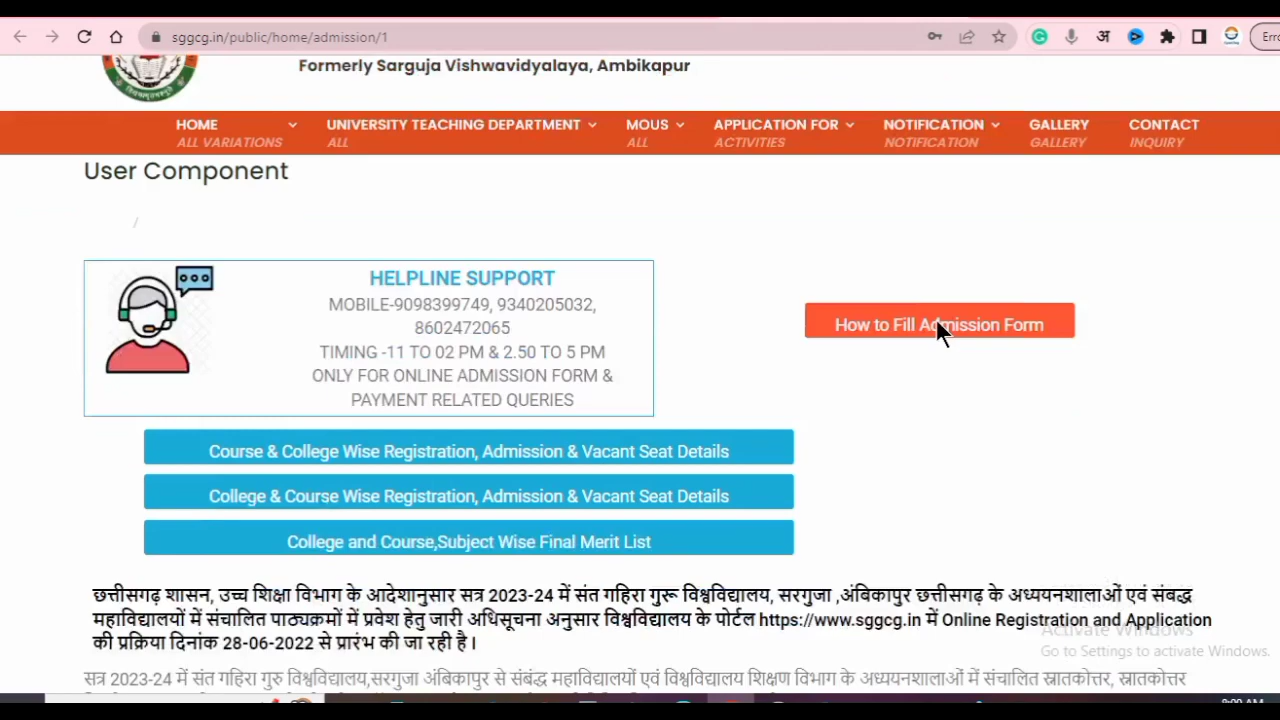 sggcg.in/public/home/admission/1
अ
Formerly Sarguja Vishwavidyalaya, Ambikapur
HOME UNIVERSITY TEACHING DEPARTMENT MOUS APPLICATION FOR NOTIFICATION GALLERY CONTACT
ALL VARIATIONS ALL ALL ACTIVITIES NOTIFICATION GALLERY INQUIRY
User Component
/
HELPLINE SUPPORT
MOBILE-9098399749, 9340205032,
8602472065
TIMING -11 TO 02 PM & 2.50 TO 5 PM
ONLY FOR ONLINE ADMISSION FORM &
PAYMENT RELATED QUERIES
How to Fill Admission Form
Course & College Wise Registration, Admission & Vacant Seat Details
College & Course Wise Registration, Admission & Vacant Seat Details
College and Course,Subject Wise Final Merit List
छत्तीसगढ़ शासन, उच्च शिक्षा विभाग के आदेशानुसार सत्र 2023-24 में संत गहिरा गुरू विश्वविद्यालय, सरगुजा ,अंबिकापुर छत्तीसगढ़ के अध्ययनशालाओं एवं संबद्ध
महाविद्यालयों में संचालित पाठ्यक्रमों में प्रवेश हेतु जारी अधिसूचना अनुसार विश्वविद्यालय के पोर्टल https://www.sggcg.in में Online Registration and Application
की प्रक्रिया दिनांक 28-06-2022 से प्रारंभ की जा रही है ।
Activate Windows
Go to Settings to activate Windows.
सत्र 2023-24 में संत गहिरा गुरु विश्वविद्यालय,सरगुजा अंबिकापुर से संबंद्ध महाविद्यालयों एवं विश्वविद्यालय शिक्षण विभाग के अध्ययनशालाओं में संचालित स्नातकोत्तर, स्नातकोत्तर